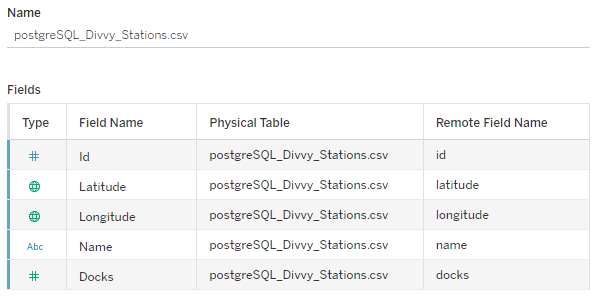 Name
postgreSQL_Divvy_Stations.csv
Fields
Type Field Name Physical Table Remote Field Name
# Id postgreSQL_Divvy_Stations.csv id
Latitude postgreSQL_Divvy_Stations.csv latitude
Longitude postgreSQL_Divvy_Stations.csv longitude
Abc Name postgreSQL_Divvy_Stations.csv name
# Docks postgreSQL_Divvy_Stations.csv docks